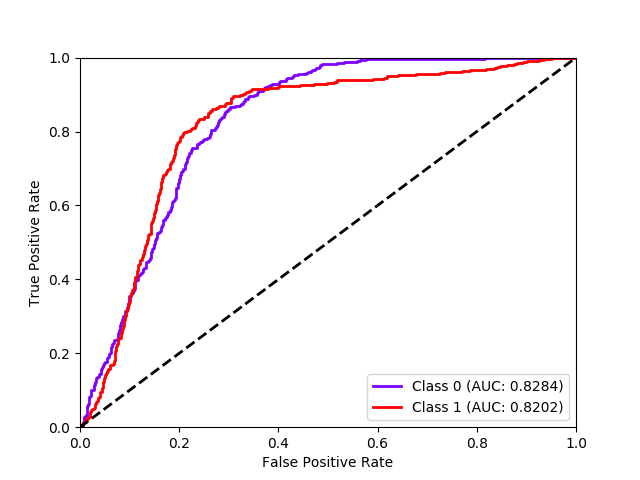 1.0
0.8
0.6
0.4
0.2
0.0
True Positive Rate
0.0 0.2 0.4 0.6 0.8 1.0
False Positive Rate
Class 0 (AUC: 0.8284)
Class 1 (AUC: 0.8202)